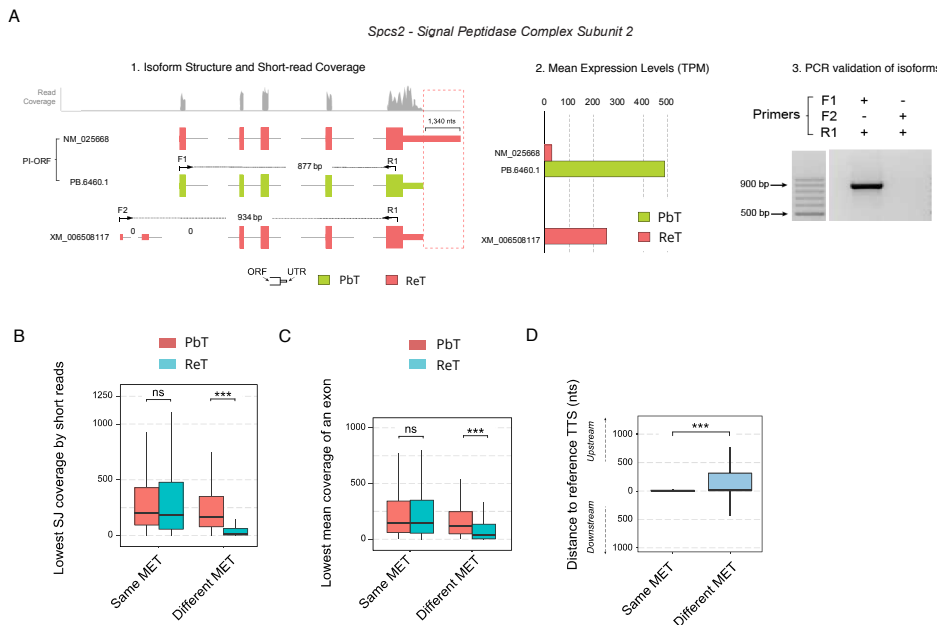 A
Spcs2 - Signal Peptidase Complex Subunit 2
1. Isoform Structure and Short-read Coverage
Read
Coverage
1,340 nts
NM_025668
PI-ORF
F1
877 bp
R1
PB.6460.1
F2
934 bp
R1
0
0
XM_006508117
ORF
UTR
PbT
ReT
2. Mean Expression Levels (TPM)
0 100 200 300 400 500
NM_025668
PB.6460.1
PbT
XM_006508117
ReT
3. PCR validation of isoforms
Primers
F1 + -
F2 - +
R1 + +
900 bp
500 bp
B
PbT
ReT
Lowest SJ coverage by short reads
1250
1000
500
0
ns
***
Same MET
Different MET
C
PbT
ReT
Lowest mean coverage of an exon
1000
500
0
ns
***
Same MET
Different MET
D
Distance to reference TTS (nts)
Upstream
Downstream
1000
500
0
500
1000
***
Same MET
Different MET